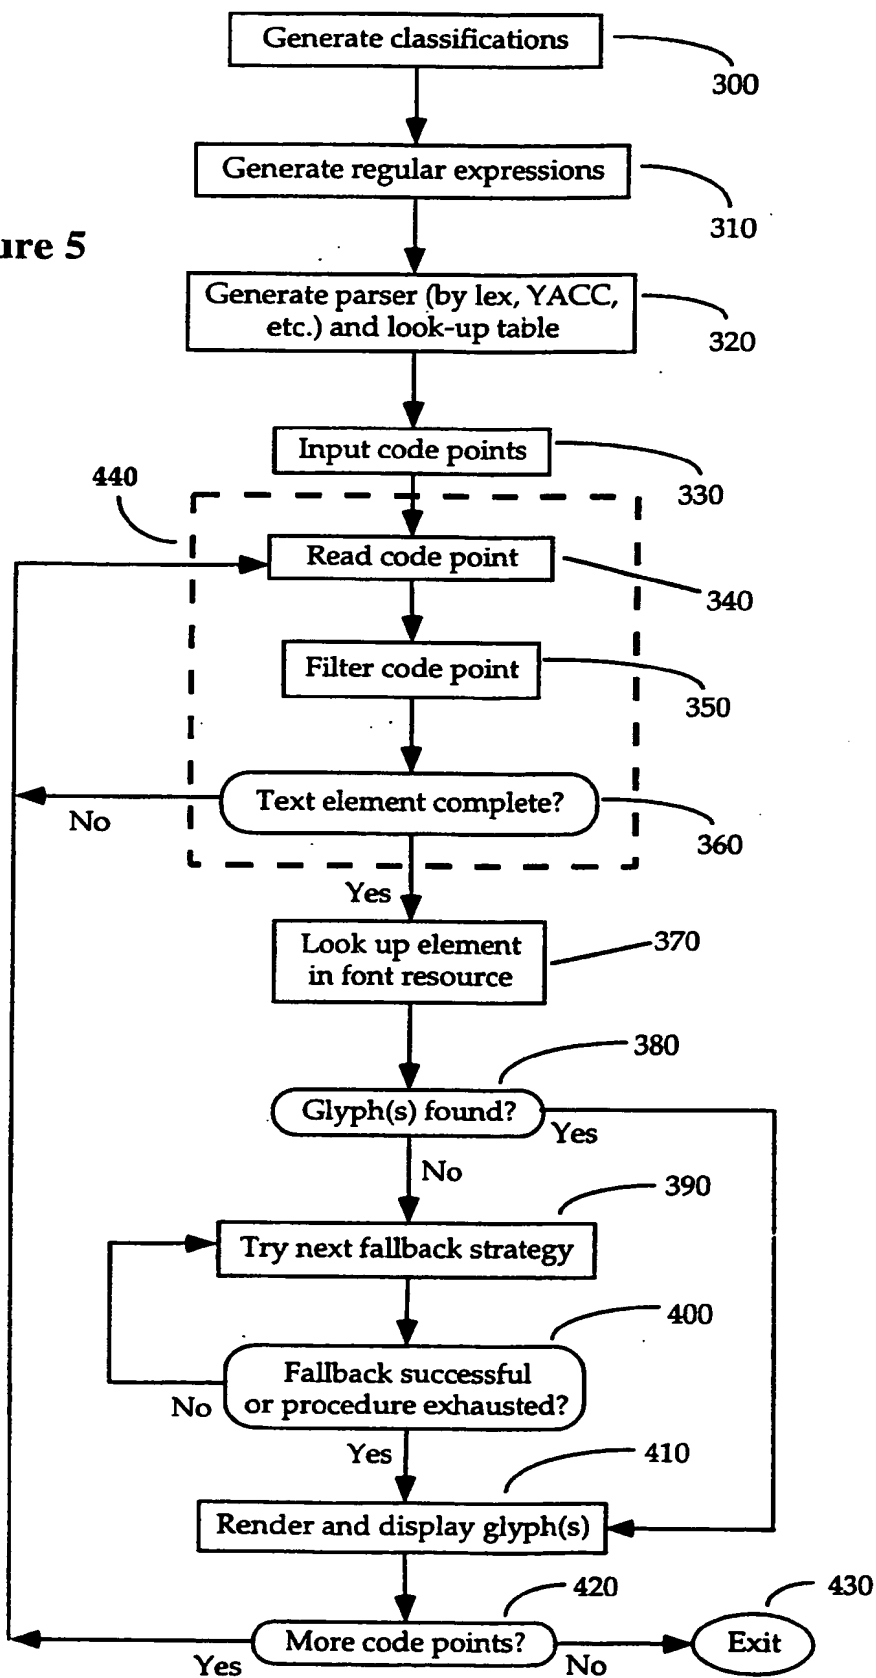 Generate classifications
300
Generate regular expressions
310
ure 5
Generate parser (by lex, YACC,
etc.) and look-up table
320
Input code points
330
440
Read code point
340
Filter code point
350
Text element complete?
No
360
Yes
Look up element
in font resource
370
380
Glyph(s) found?
Yes
No
390
Try next fallback strategy
400
Fallback successful
or procedure exhausted?
No
Yes
410
Render and display glyph(s)
420
430
More code points?
Exit
Yes
No